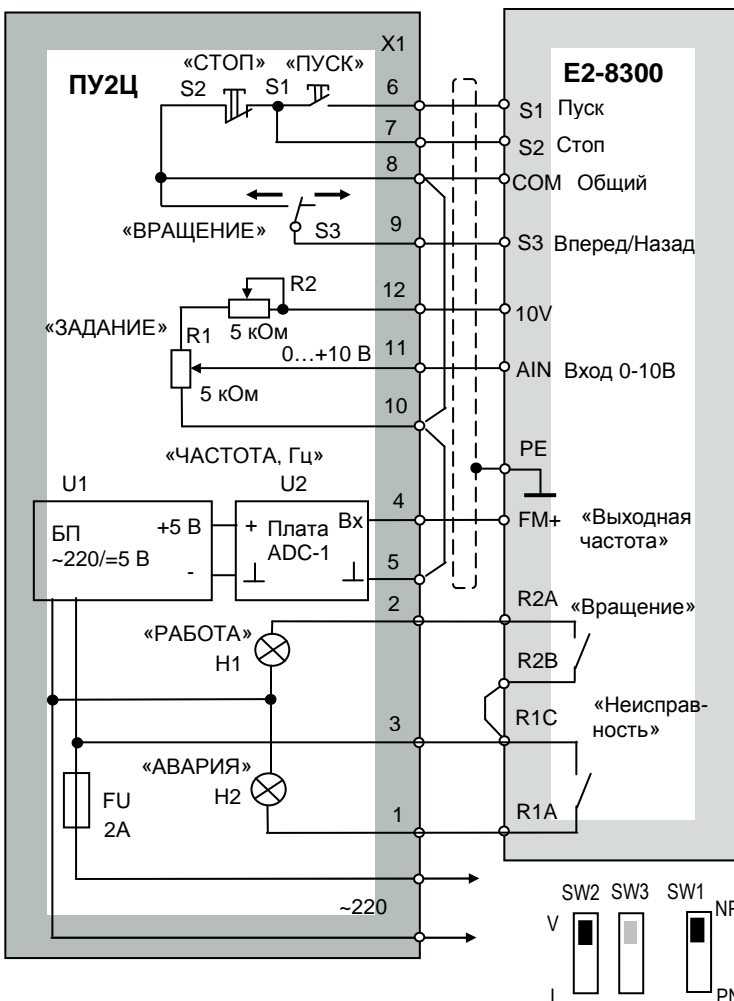 ПУ2Ц
X1
E2-8300
«СТОП» «ПУСК»
S2 S1
6
S1 Пуск
7
S2 Стоп
8
COM Общий
«ВРАЩЕНИЕ» S3
9
S3 Вперед/Назад
R2
12
10V
«ЗАДАНИЕ»
R1
5 кОм
0…+10 В
11
AIN Вход 0-10В
5 кОм
10
PE
«ЧАСТОТА, Гц»
U1 U2
4
FM+ «Выходная
частота»
БП
~220/=5 В
+5 В
-
+ Плата
ADC-1
Вх
5
2
R2A «Вращение»
«РАБОТА»
H1
R2B
R1C «Неисправ-
ность»
3
«АВАРИЯ»
H2
FU
2А
1
R1A
~220
SW2 SW3 SW1
V
I